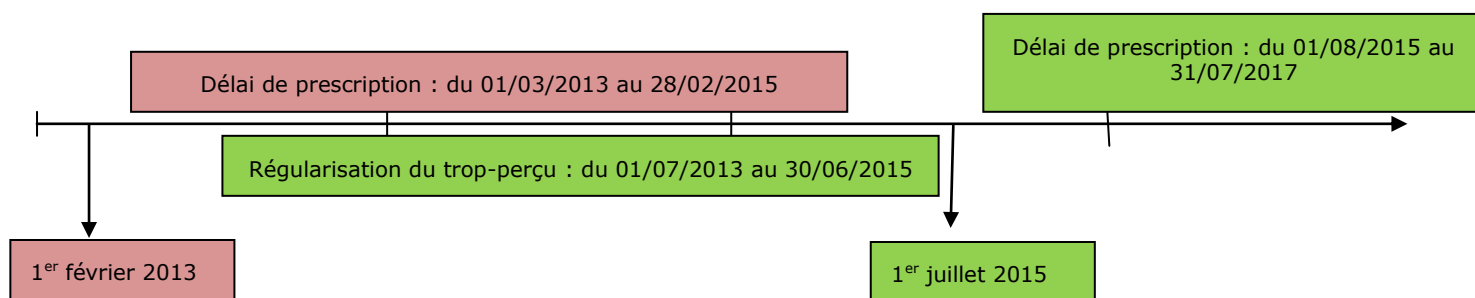 Délai de prescription : du 01/03/2013 au 28/02/2015
Délai de prescription : du 01/08/2015 au
31/07/2017
Régularisation du trop-perçu : du 01/07/2013 au 30/06/2015
1er février 2013
1er juillet 2015